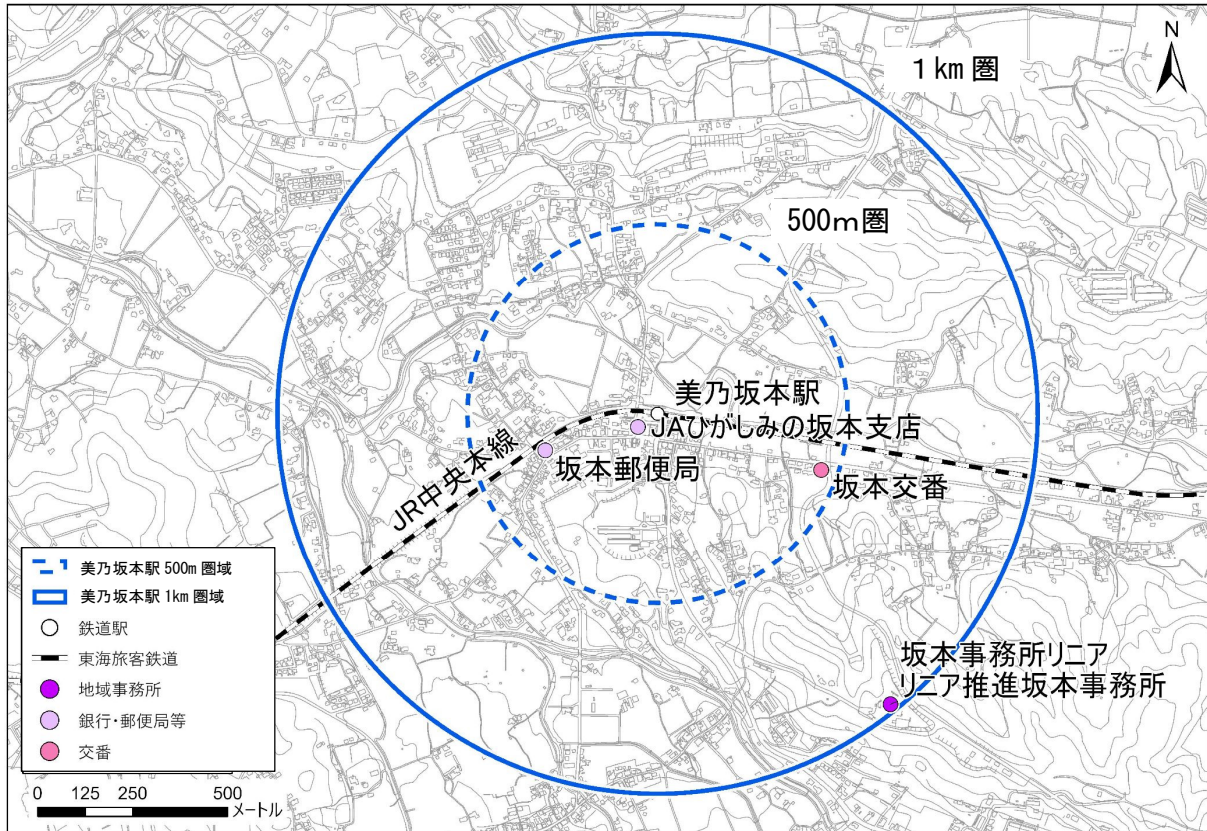 N
1km圏
500m圏
美乃坂本駅
JAひがしみの坂本支店
坂本郵便局
坂本交番
JR中央本線
坂本事務所リニア
リニア推進坂本事務所
美乃坂本駅 500m 圏域
美乃坂本駅 1km 圏域
鉄道駅
東海旅客鉄道
地域事務所
銀行・郵便局等
交番
0 125 250 500 メートル